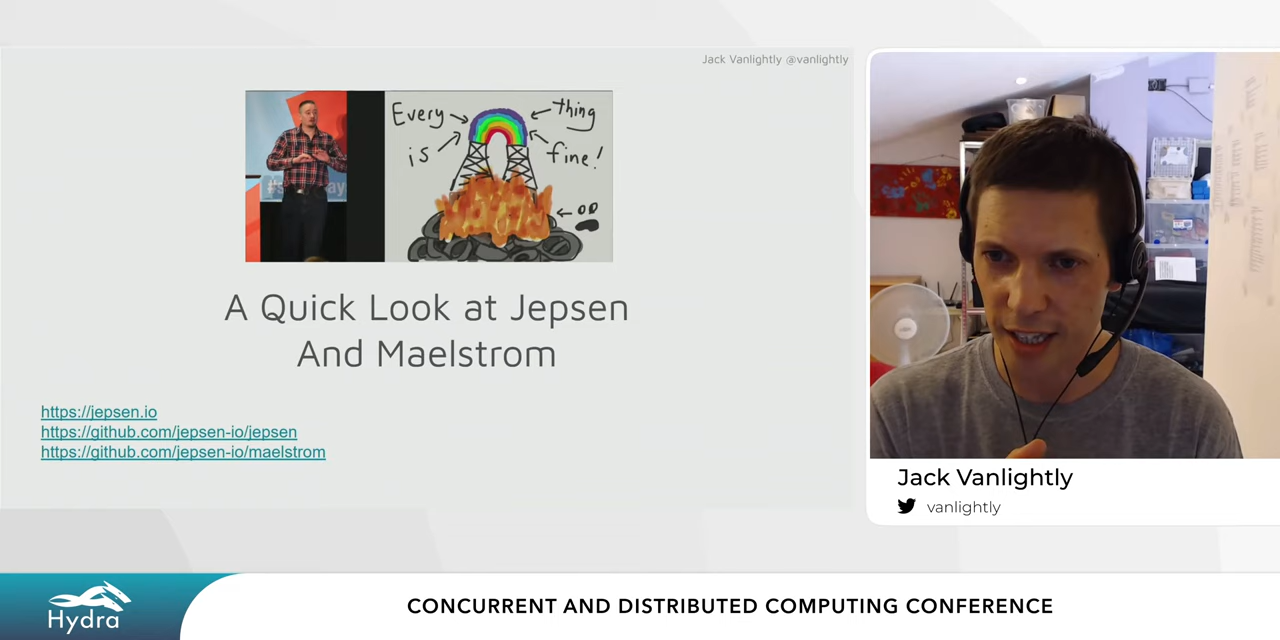 Jack Vanlightly @vanlightly
Every thing
is fine!
A Quick Look at Jepsen
And Maelstrom
https://jepsen.io
https://github.com/jepsen-io/jepsen
https://github.com/jepsen-io/maelstrom
Jack Vanlightly
vanlightly
Hydra
CONCURRENT AND DISTRIBUTED COMPUTING CONFERENCE